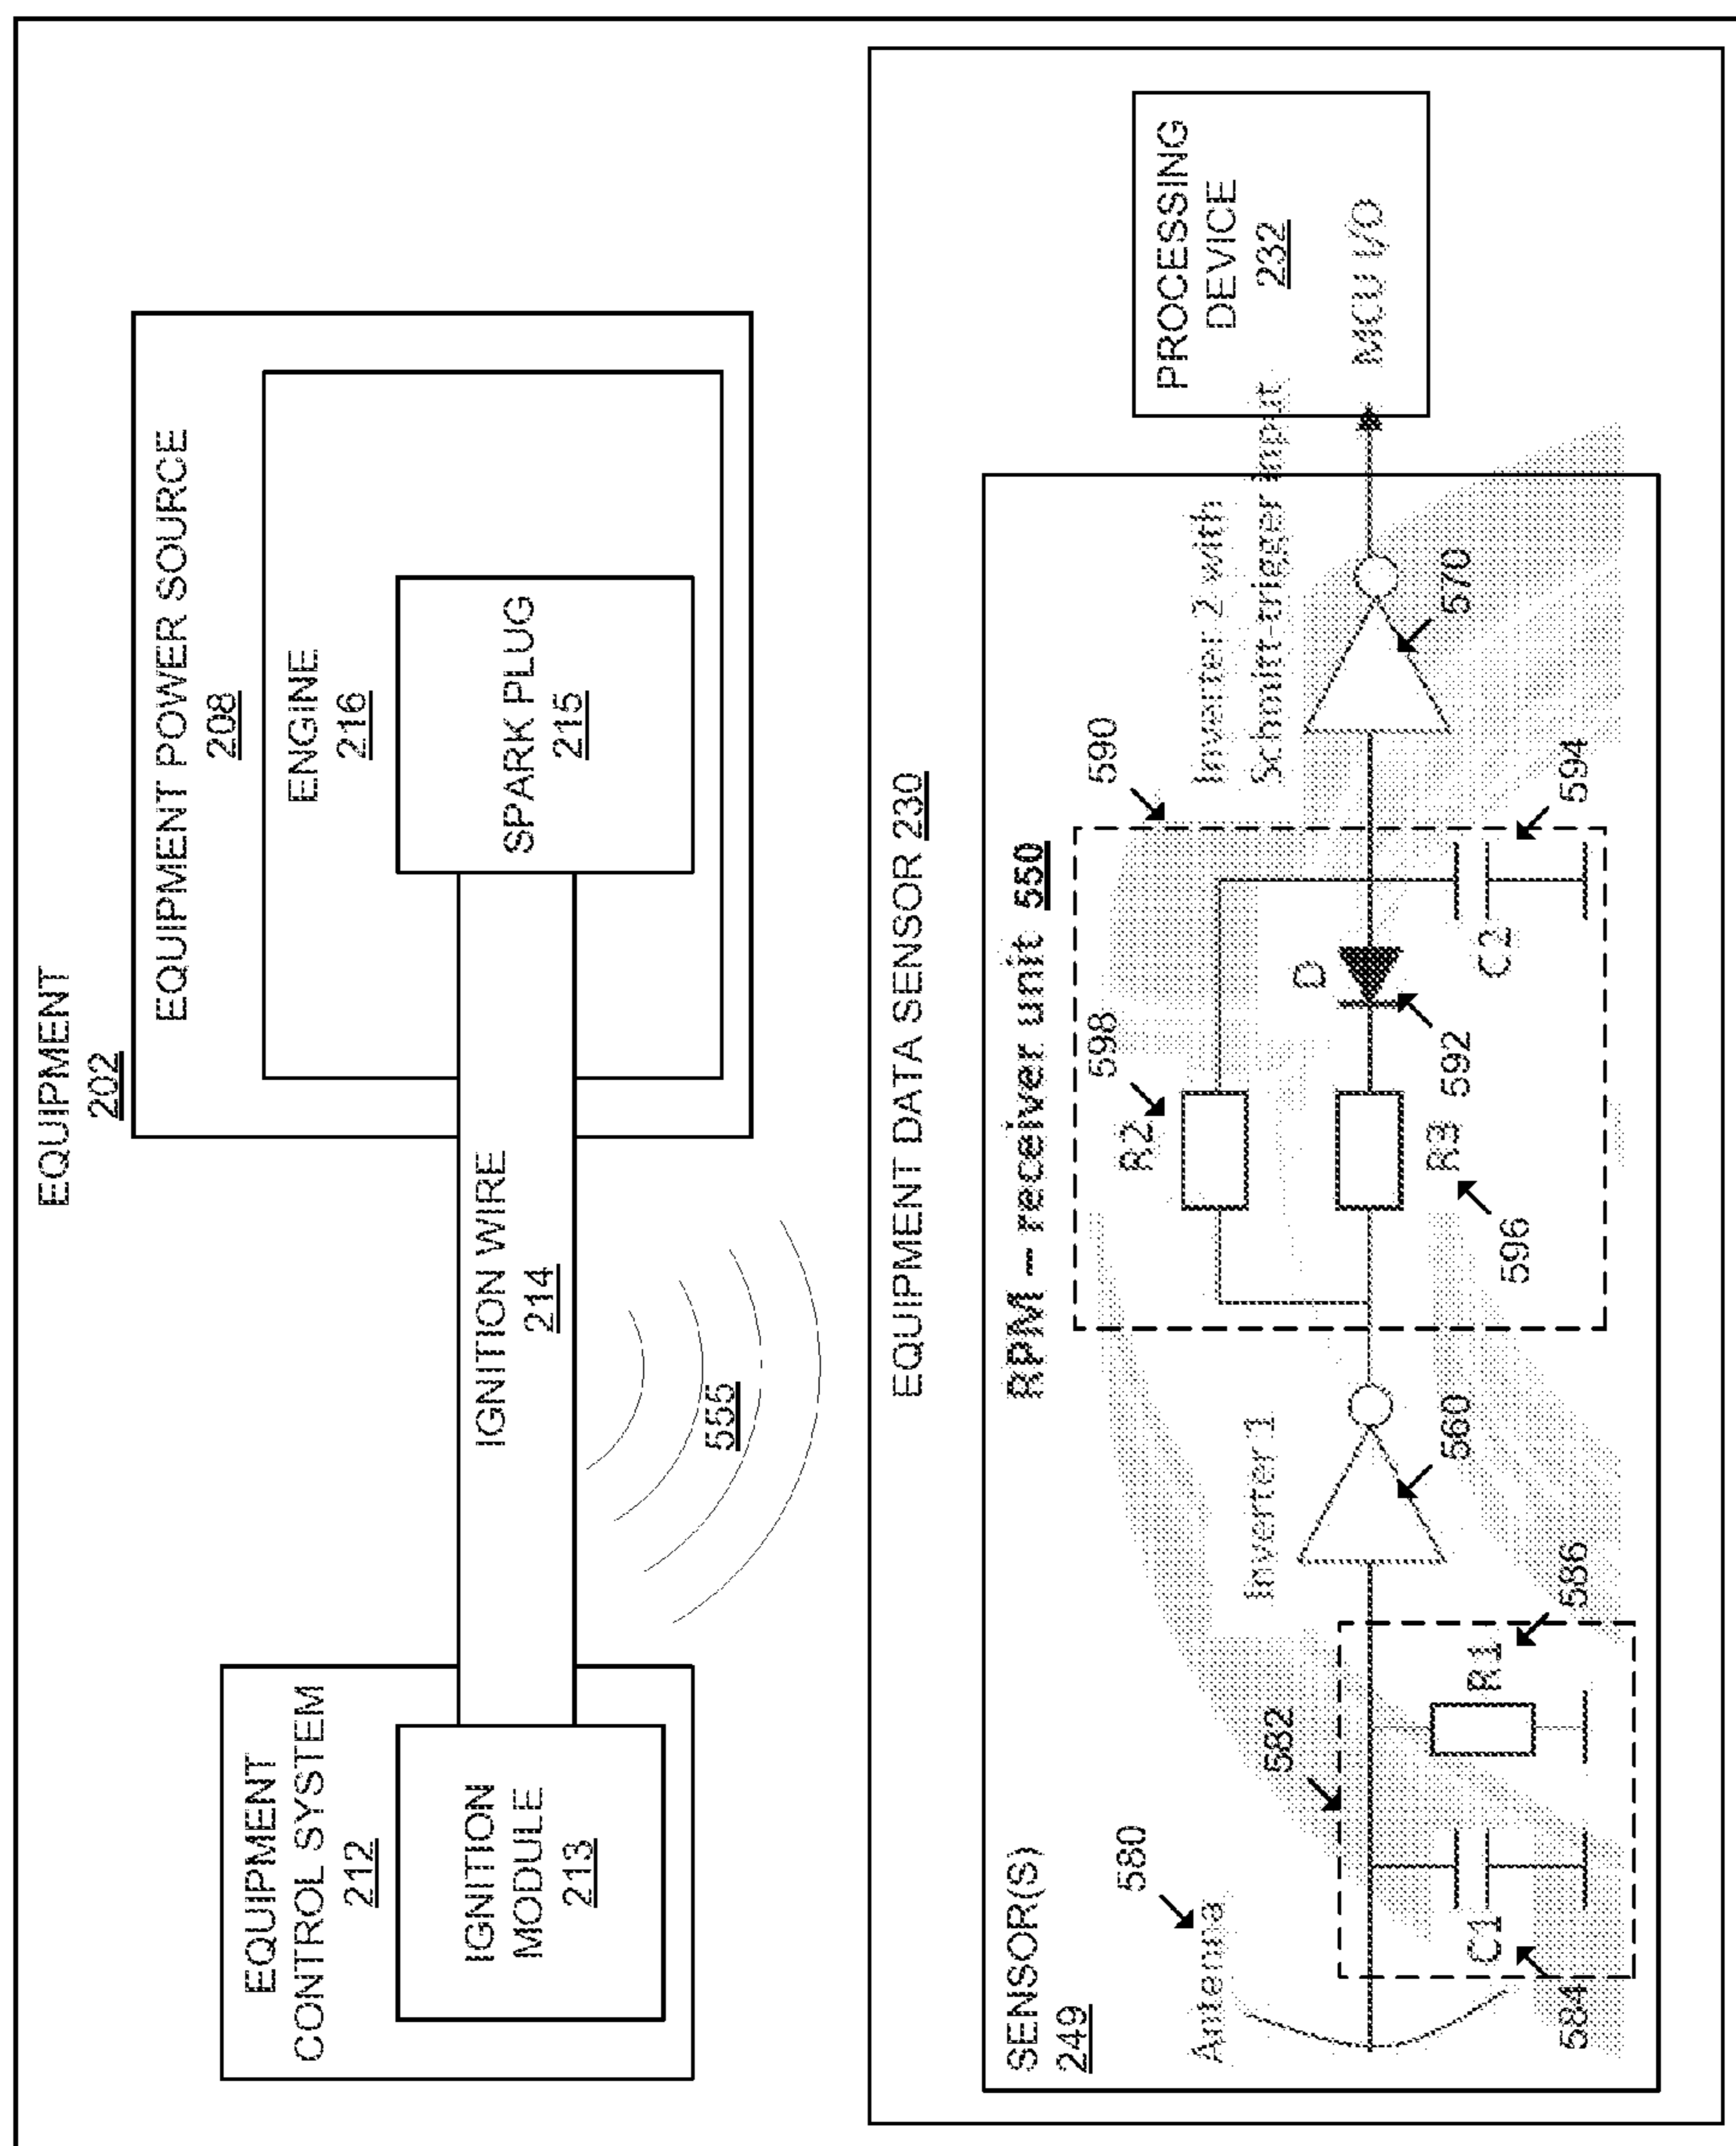 EQUIPMENT
202
EQUIPMENT
CONTROL SYSTEM
212
IGNITION
MODULE
213
IGNITION WIRE
214
555
EQUIPMENT POWER SOURCE
208
ENGINE
216
SPARK PLUG
215
EQUIPMENT DATA SENSOR 230
SENSOR(S)
249
RPM – receiver unit 550
Antenna
580
582
C1
584
R1
586
Inverter 1
560
590
R2
598
R3
596
D
592
C2
594
Inverter 2 with
Schmitt-trigger input
570
PROCESSING
DEVICE
232
MCU I/O